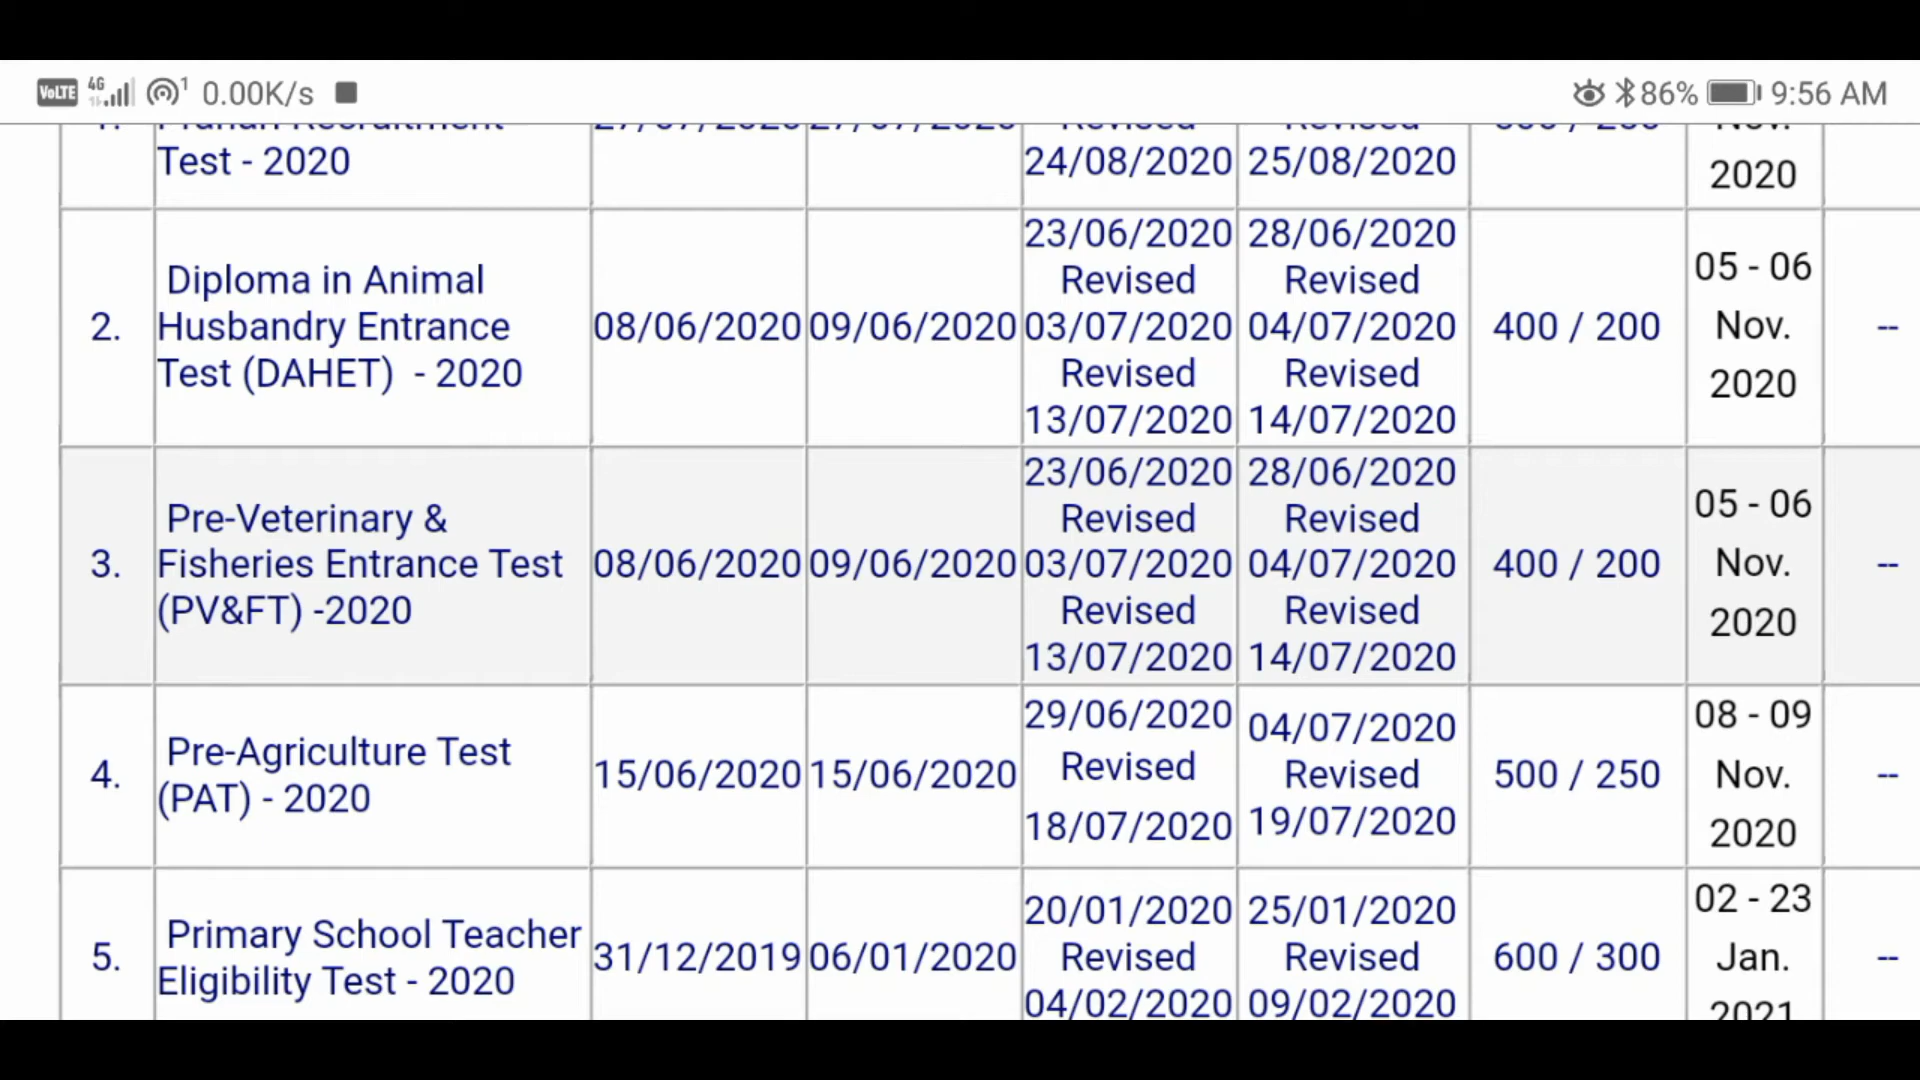 VoLTE 4G 1 0.00K/s 86% 9:56 AM
Test - 2020
24/08/2020
25/08/2020
Nov.
2020
2.
Diploma in Animal
Husbandry Entrance
Test (DAHET) - 2020
08/06/2020
09/06/2020
23/06/2020
Revised
03/07/2020
Revised
13/07/2020
28/06/2020
Revised
04/07/2020
Revised
14/07/2020
400 / 200
05 - 06
Nov.
2020
--
3.
Pre-Veterinary &
Fisheries Entrance Test
(PV&FT) -2020
08/06/2020
09/06/2020
23/06/2020
Revised
03/07/2020
Revised
13/07/2020
28/06/2020
Revised
04/07/2020
Revised
14/07/2020
400 / 200
05 - 06
Nov.
2020
--
4.
Pre-Agriculture Test
(PAT) - 2020
15/06/2020
15/06/2020
29/06/2020
Revised
18/07/2020
04/07/2020
Revised
19/07/2020
500 / 250
08 - 09
Nov.
2020
--
5.
Primary School Teacher
Eligibility Test - 2020
31/12/2019
06/01/2020
20/01/2020
Revised
04/02/2020
25/01/2020
Revised
09/02/2020
600 / 300
02 - 23
Jan.
2021
--